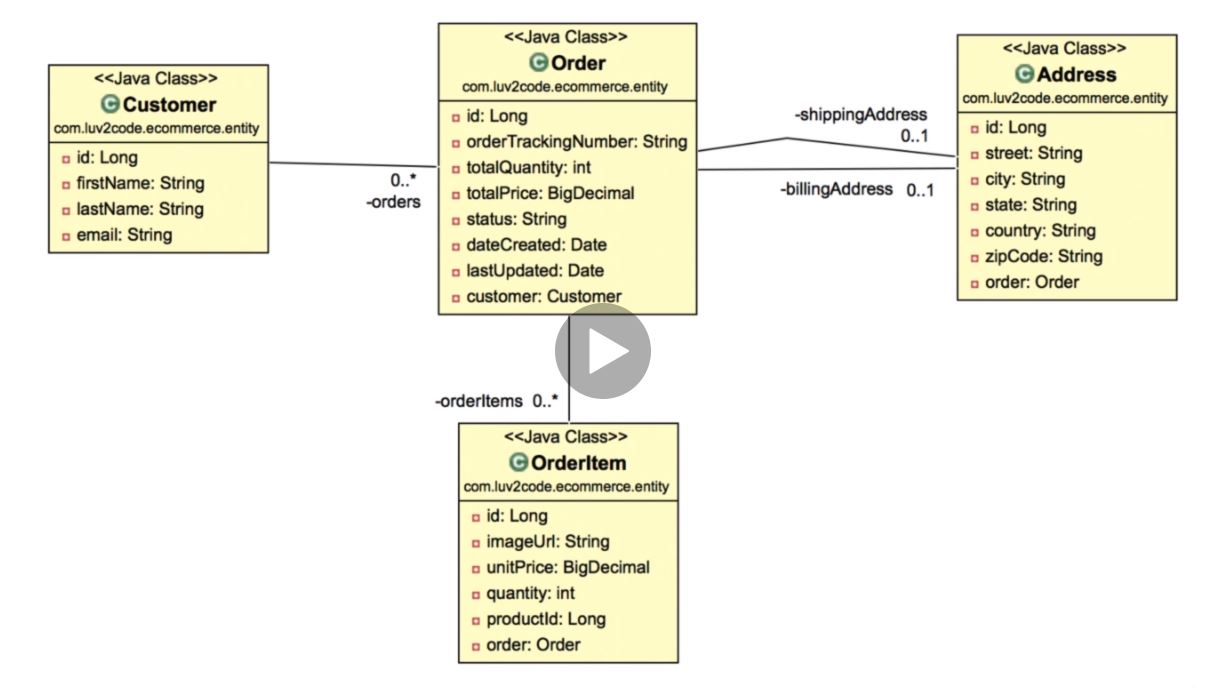 <<Java Class>>
Customer
com.luv2code.ecommerce.entity
id: Long
firstName: String
lastName: String
email: String
0..*
-orders
<<Java Class>>
Order
com.luv2code.ecommerce.entity
id: Long
orderTrackingNumber: String
totalQuantity: int
totalPrice: BigDecimal
status: String
dateCreated: Date
lastUpdated: Date
customer: Customer
-shippingAddress
0..1
-billingAddress 0..1
<<Java Class>>
Address
com.luv2code.ecommerce.entity
id: Long
street: String
city: String
state: String
country: String
zipCode: String
order: Order
-orderItems 0..*
<<Java Class>>
OrderItem
com.luv2code.ecommerce.entity
id: Long
imageUrl: String
unitPrice: BigDecimal
quantity: int
productId: Long
order: Order